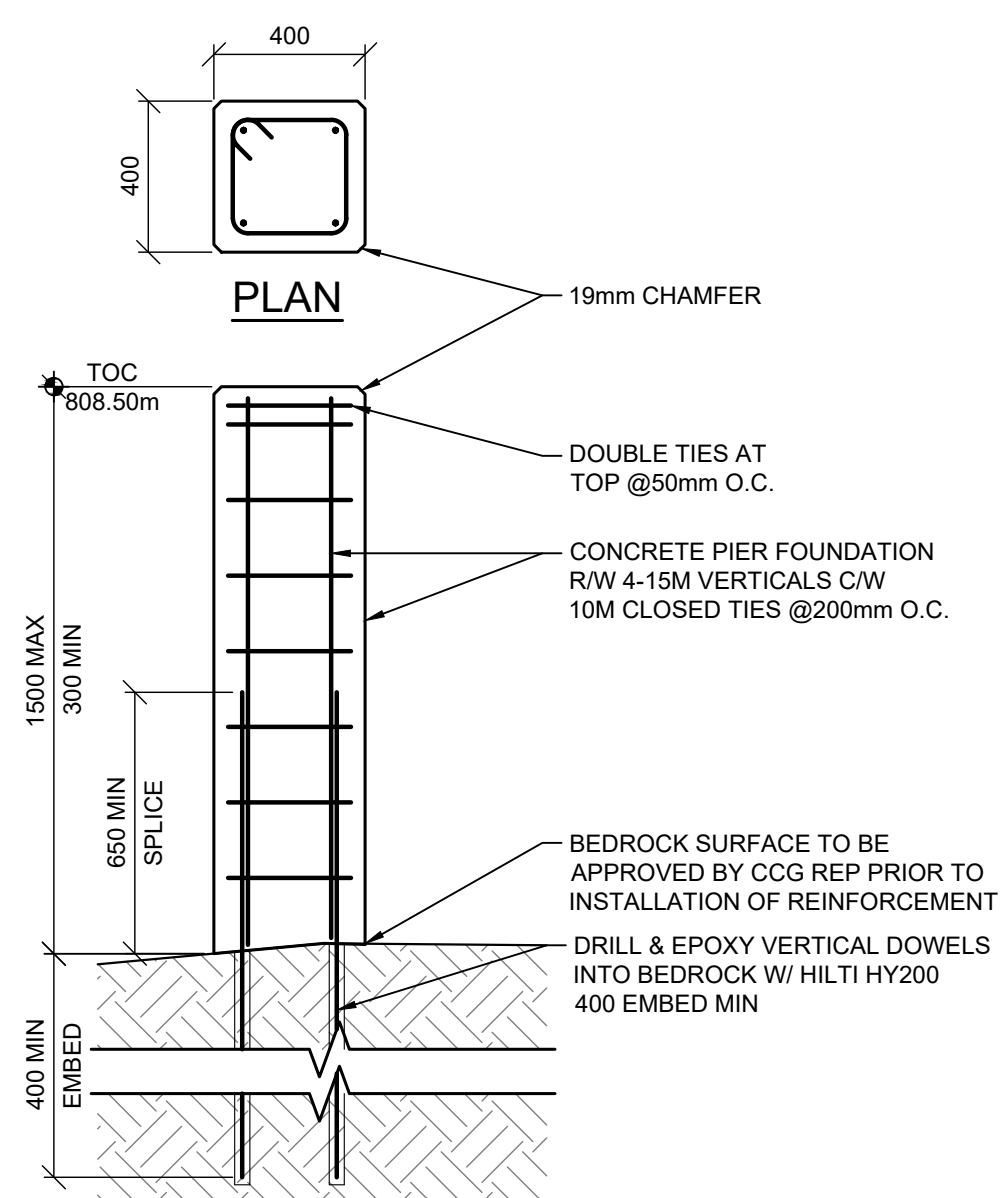 400
400
PLAN
19mm CHAMFER
TOC
808.50m
DOUBLE TIES AT
TOP @50mm O.C.
CONCRETE PIER FOUNDATION
R/W 4-15M VERTICALS C/W
10M CLOSED TIES @200mm O.C.
1500 MAX
300 MIN
650 MIN
SPLICE
BEDROCK SURFACE TO BE
APPROVED BY CCG REP PRIOR TO
INSTALLATION OF REINFORCEMENT
DRILL & EPOXY VERTICAL DOWELS
INTO BEDROCK W/ HILTI HY200
400 EMBED MIN
400 MIN
EMBED